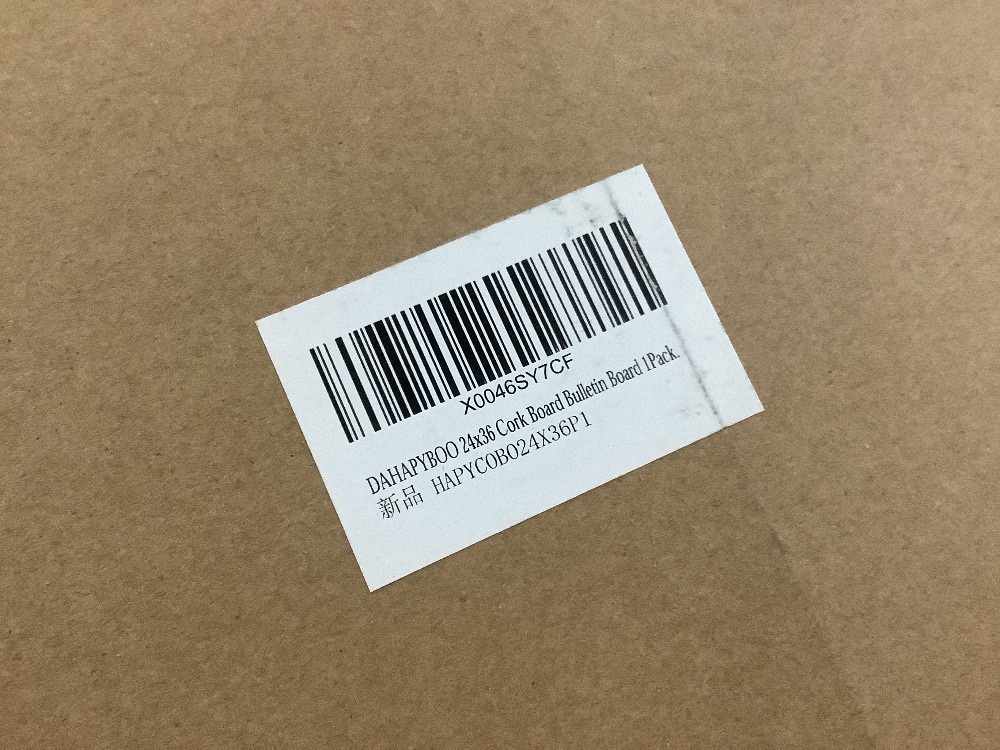 X0046SY7CF
DAHAPYBOO 24x36 Cork Board Bulletin Board 1Pack.
新品 HAPYCOBO24X36P1